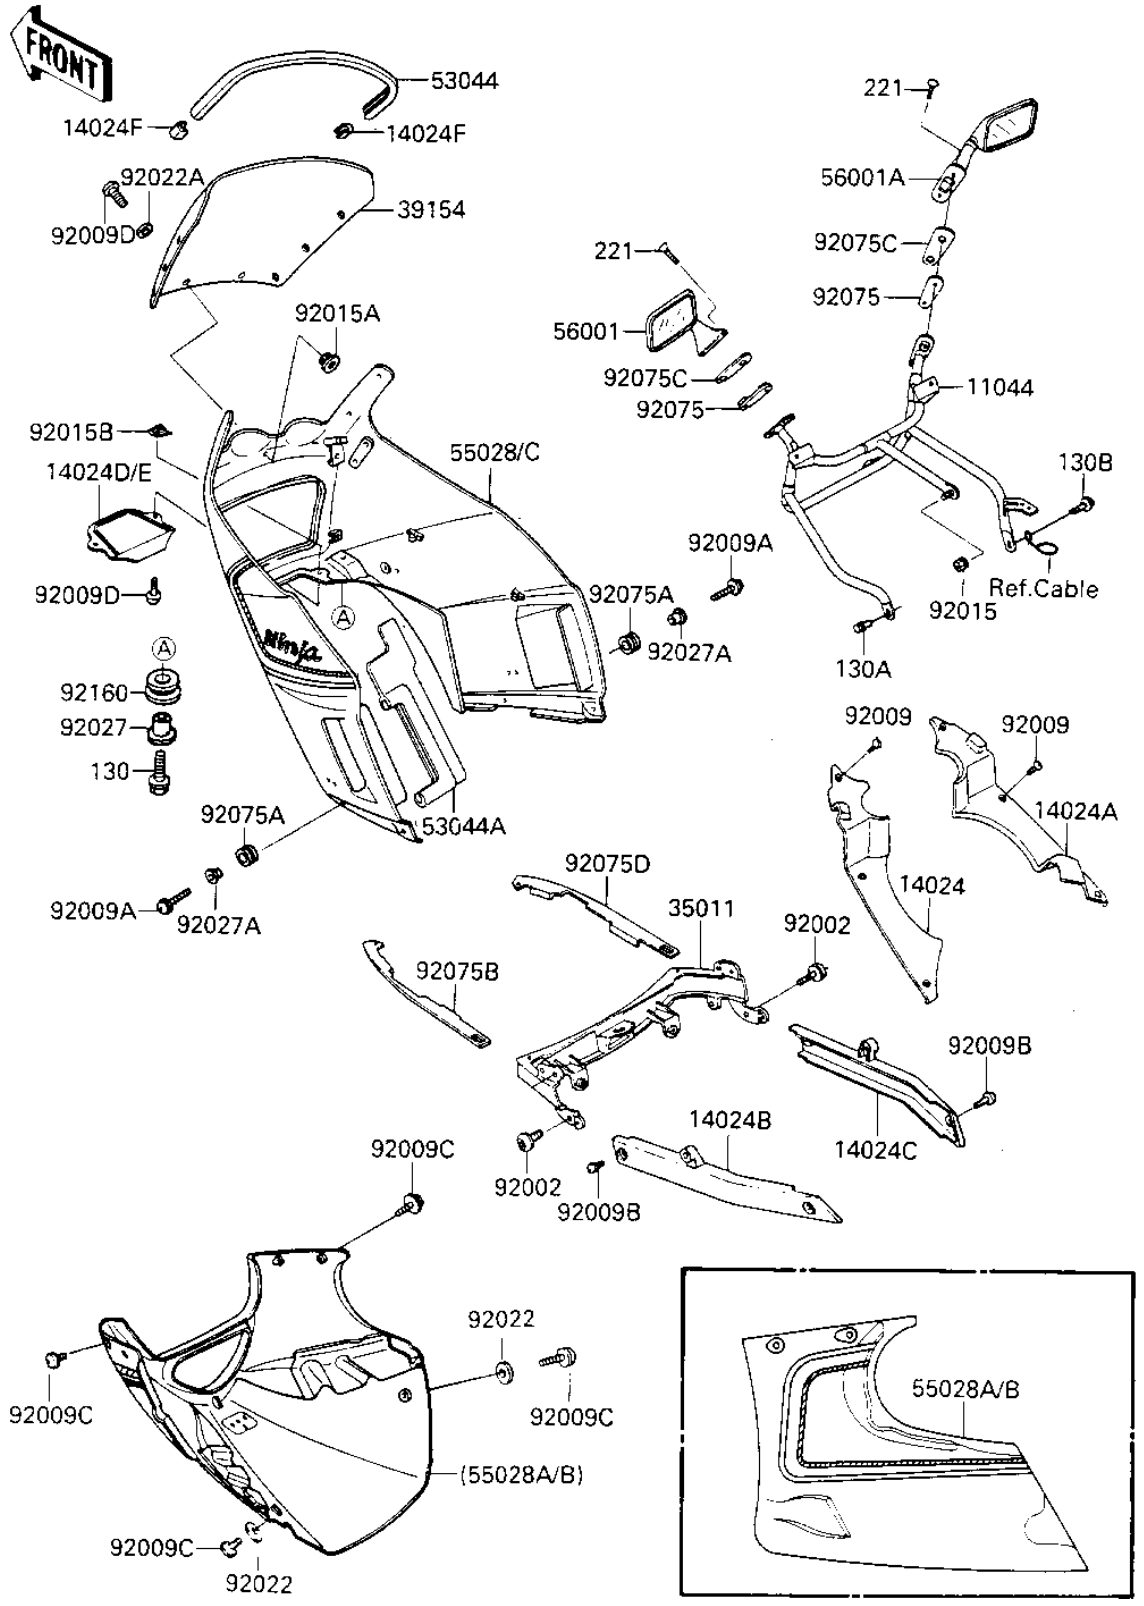 FRONT
53044
221
14024F
14024F
92022A
56001A
39154
92009D
92075C
221
92075
92015A
56001
92075C
11044
92075
92015B
55028/C
14024D/E
130B
92009A
Ref.Cable
92009D
92075A
92015
A
A
92027A
130A
92160
92009
92009
92027
130
Ninja
92075A
53044A
14024A
92075D
14024
92009A
35011
92027A
92002
92075B
92009B
14024B
92009C
14024C
92002
92009B
92022
55028A/B
92009C
92009C
(55028A/B)
92009C
92022